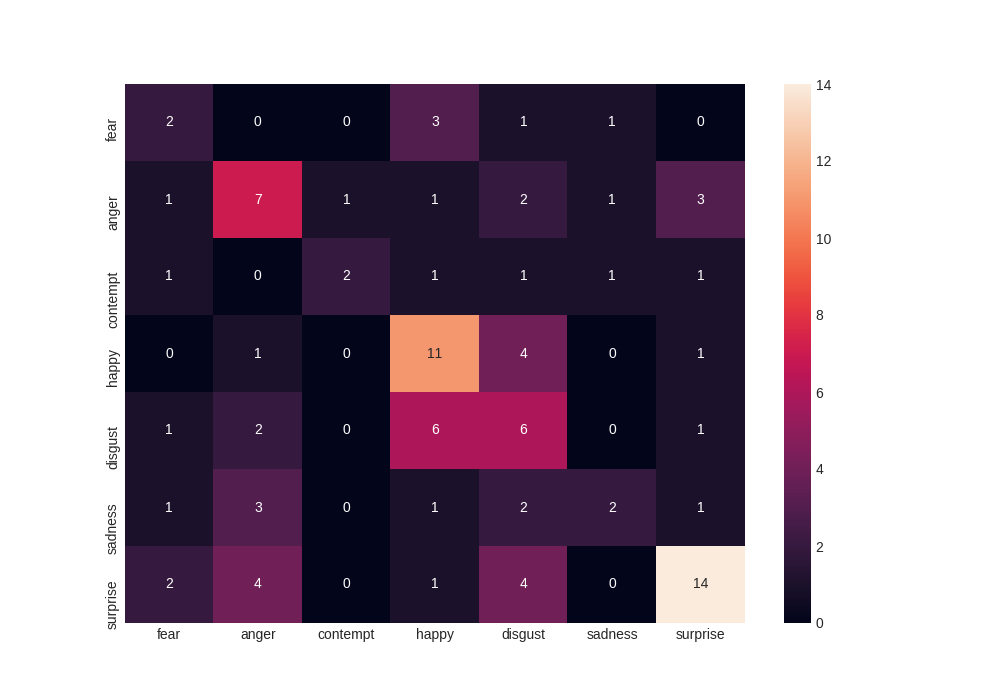 fear 2 0 0 3 1 1 0
anger 1 7 1 1 2 1 3
contempt 1 0 2 1 1 1 1
happy 0 1 0 11 4 0 1
disgust 1 2 0 6 6 0 1
sadness 1 3 0 1 2 2 1
surprise 2 4 0 1 4 0 14
fear anger contempt happy disgust sadness surprise
14
12
10
8
6
4
2
0